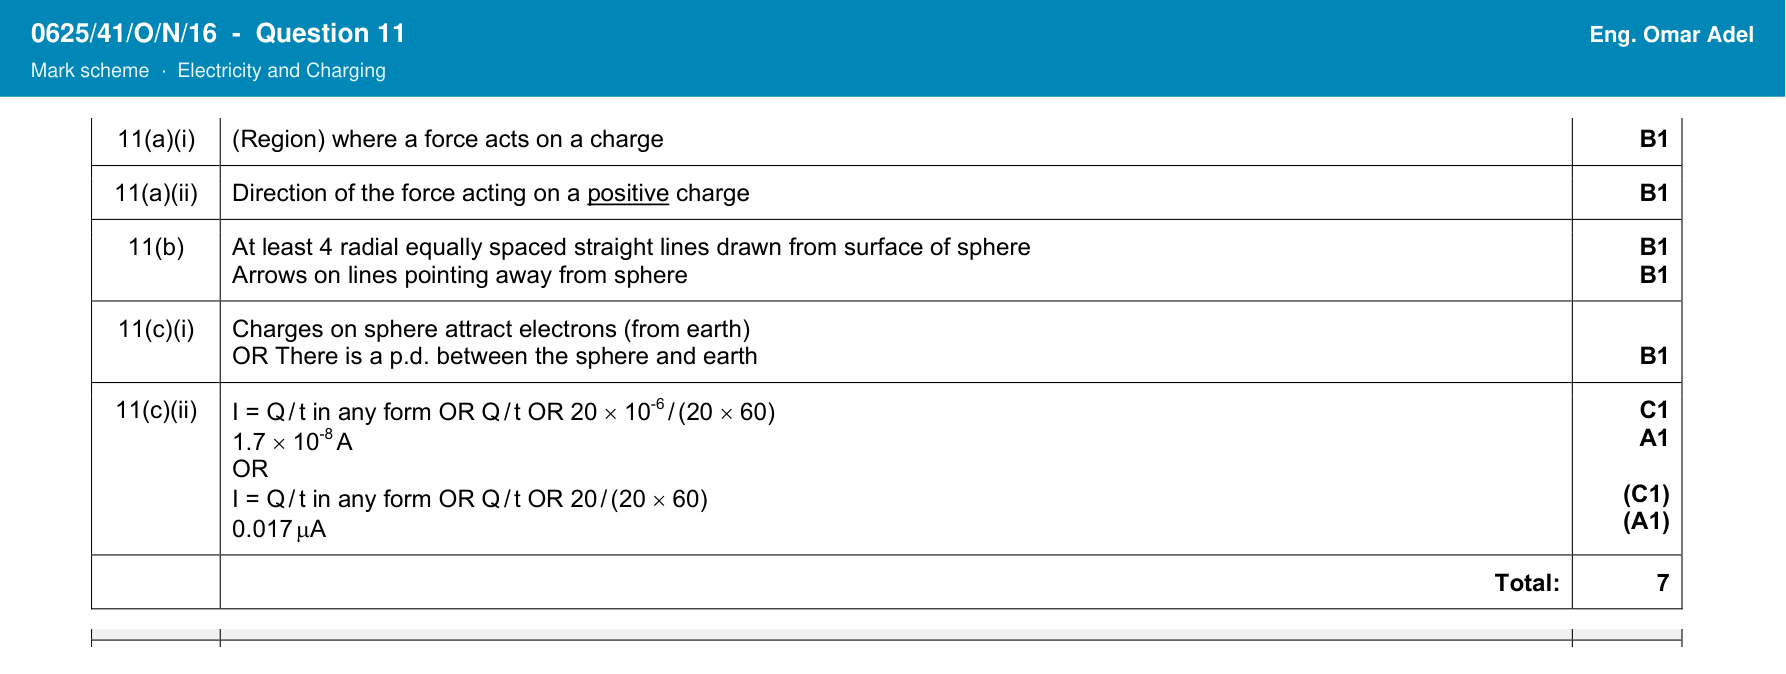 0625/41/O/N/16 - Question 11
Eng. Omar Adel
Mark scheme · Electricity and Charging
11(a)(i) (Region) where a force acts on a charge B1
11(a)(ii) Direction of the force acting on a positive charge B1
11(b) At least 4 radial equally spaced straight lines drawn from surface of sphere B1
Arrows on lines pointing away from sphere B1
11(c)(i) Charges on sphere attract electrons (from earth)
OR There is a p.d. between the sphere and earth B1
11(c)(ii) I = Q/t in any form OR Q/t OR 20 × 10⁻⁶/(20 × 60) C1
1.7 × 10⁻⁸ A A1
OR
I = Q/t in any form OR Q/t OR 20/(20 × 60) (C1)
0.017 μA (A1)
Total: 7